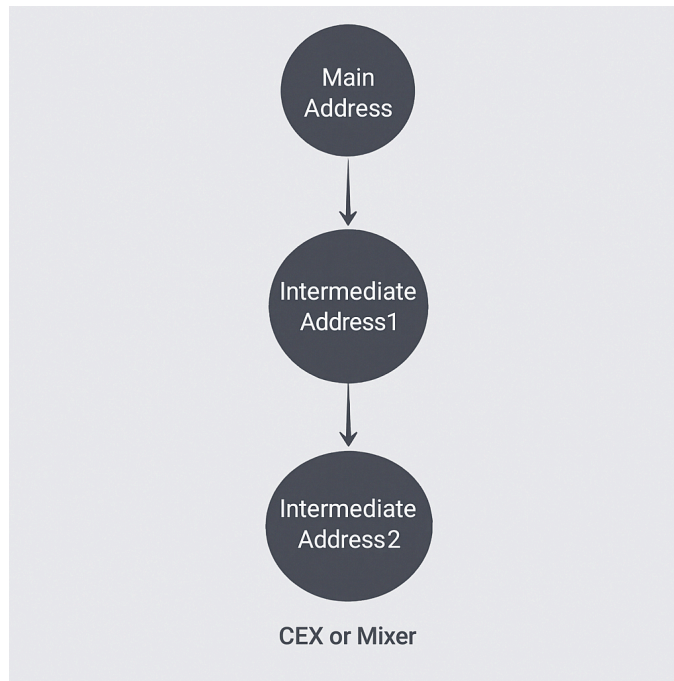 Main
Address
Intermediate
Address1
Intermediate
Address2
CEX or Mixer